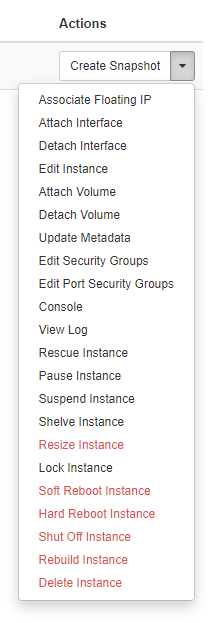 Actions
Create Snapshot
Associate Floating IP
Attach Interface
Detach Interface
Edit Instance
Attach Volume
Detach Volume
Update Metadata
Edit Security Groups
Edit Port Security Groups
Console
View Log
Rescue Instance
Pause Instance
Suspend Instance
Shelve Instance
Resize Instance
Lock Instance
Soft Reboot Instance
Hard Reboot Instance
Shut Off Instance
Rebuild Instance
Delete Instance